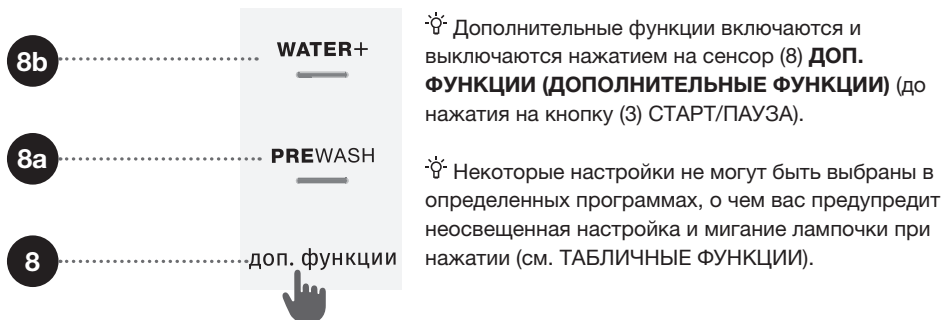 8b
WATER+
8a
PREWASH
8
доп. функции
Дополнительные функции включаются и
выключаются нажатием на сенсор (8) ДОП.
ФУНКЦИИ (ДОПОЛНИТЕЛЬНЫЕ ФУНКЦИИ) (до
нажатия на кнопку (3) СТАРТ/ПАУЗА).
Некоторые настройки не могут быть выбраны в
определенных программах, о чем вас предупредит
неосвещенная настройка и мигание лампочки при
нажатии (см. ТАБЛИЧНЫЕ ФУНКЦИИ).